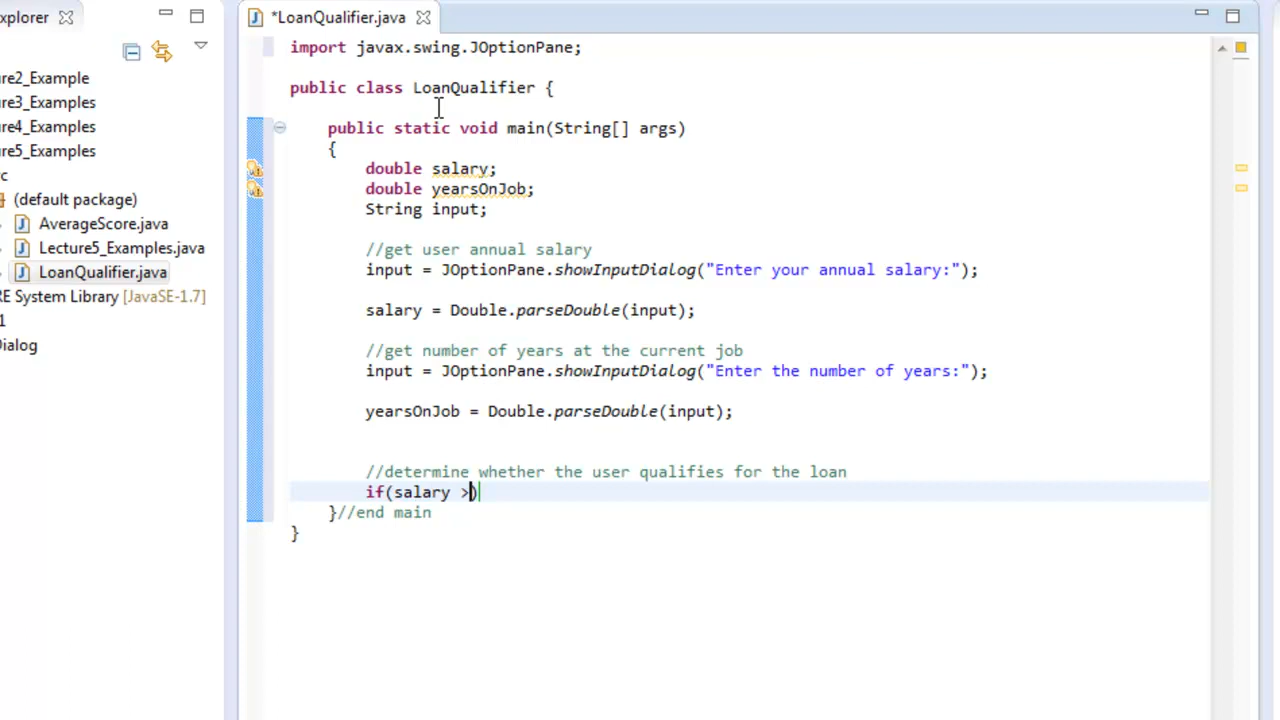 xplorer
*LoanQualifier.java
re2_Example
re3_Examples
re4_Examples
re5_Examples
c
(default package)
AverageScore.java
Lecture5_Examples.java
LoanQualifier.java
RE System Library [JavaSE-1.7]
1
Dialog
import javax.swing.JOptionPane;
public class LoanQualifier {
public static void main(String[] args)
{
double salary;
double yearsOnJob;
String input;
//get user annual salary
input = JOptionPane.showInputDialog("Enter your annual salary:");
salary = Double.parseDouble(input);
//get number of years at the current job
input = JOptionPane.showInputDialog("Enter the number of years:");
yearsOnJob = Double.parseDouble(input);
//determine whether the user qualifies for the loan
if(salary >)
}//end main
}